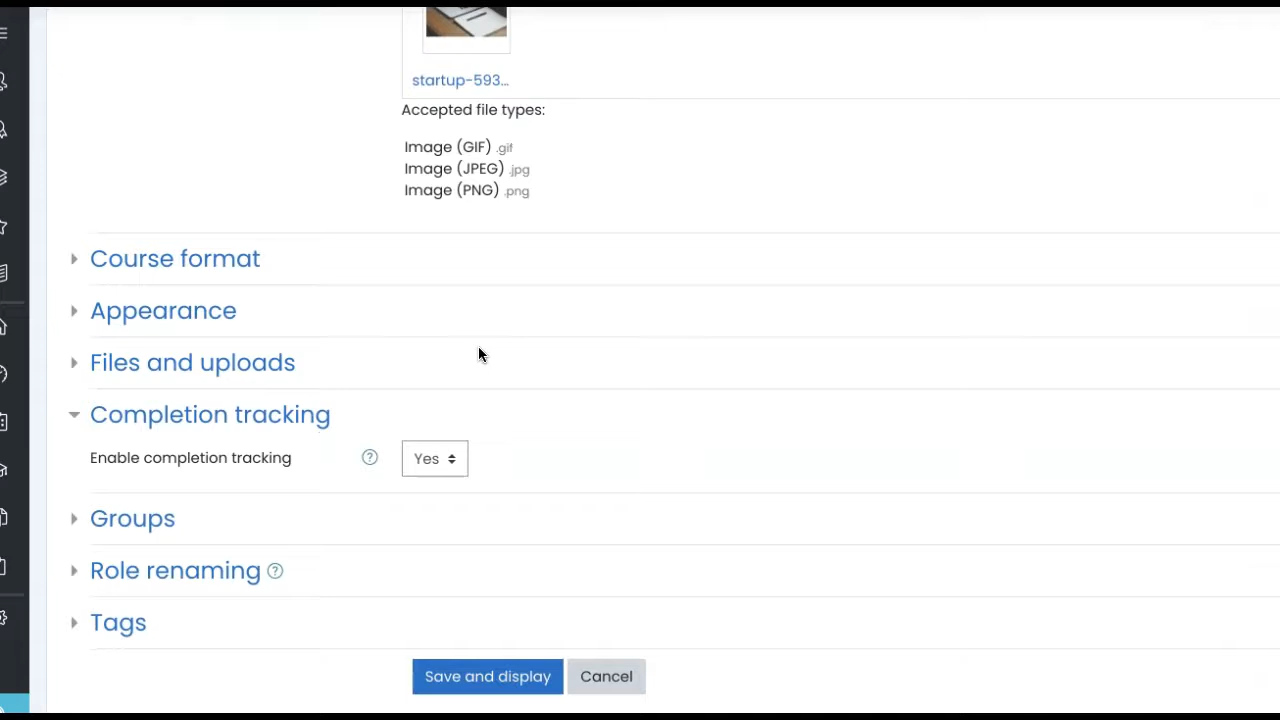 startup-593...
Accepted file types:
Image (GIF) .gif
Image (JPEG) .jpg
Image (PNG) .png
Course format
Appearance
Files and uploads
Completion tracking
Enable completion tracking ? Yes
Groups
Role renaming ?
Tags
Save and display Cancel